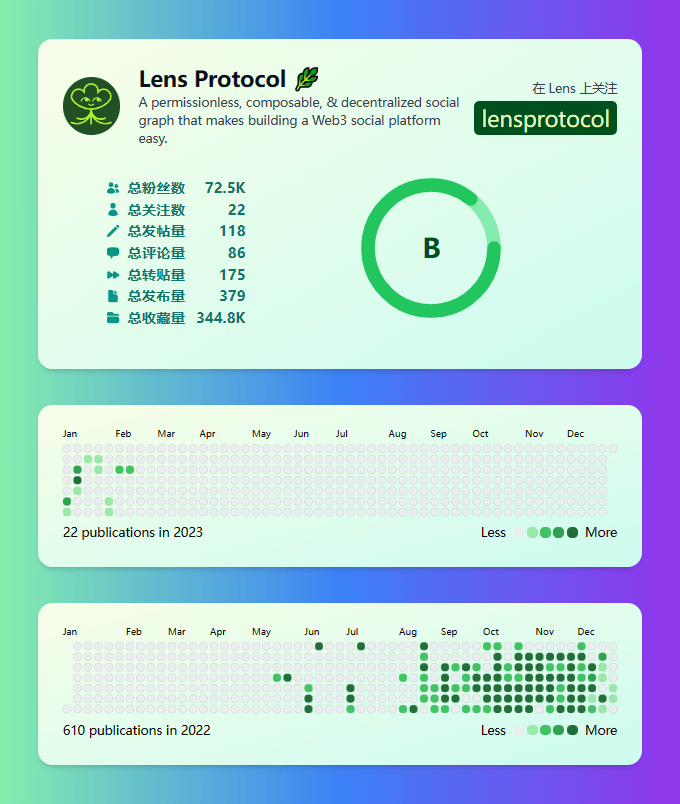 Lens Protocol
A permissionless, composable, & decentralized social
graph that makes building a Web3 social platform
easy.
在 Lens 上关注
lensprotocol
总粉丝数 72.5K
总关注数 22
总发帖量 118
总评论量 86
总转贴量 175
总发布量 379
总收藏量 344.8K
B
Jan Feb Mar Apr May Jun Jul Aug Sep Oct Nov Dec
22 publications in 2023 Less More
Jan Feb Mar Apr May Jun Jul Aug Sep Oct Nov Dec
610 publications in 2022 Less More